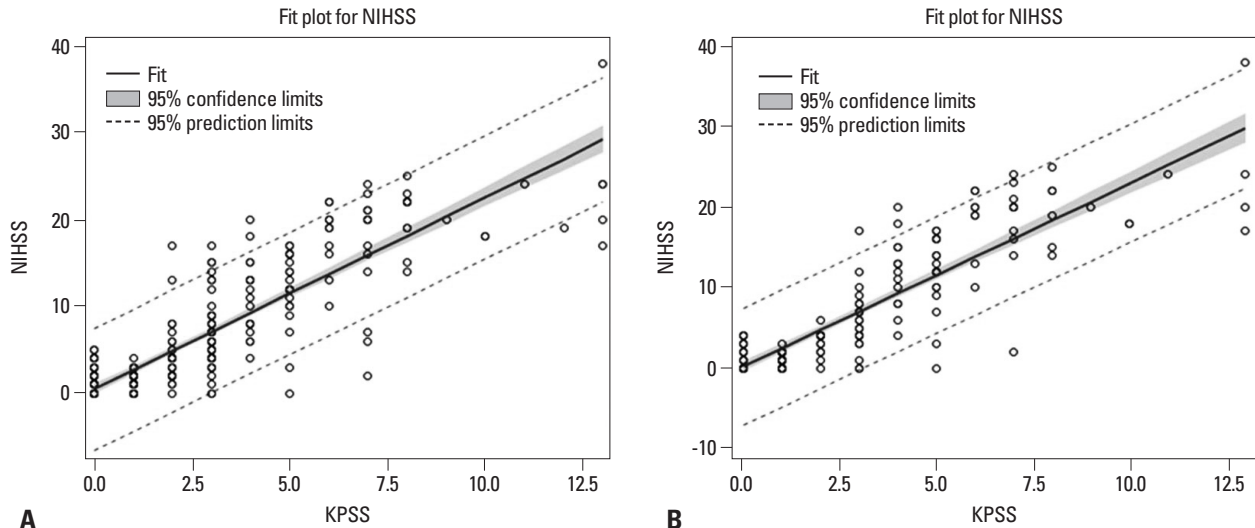 Fit plot for NIHSS
40
30
20
10
0
NIHSS
Fit
95% confidence limits
95% prediction limits
0.0 2.5 5.0 7.5 10.0 12.5
KPSS
A
Fit plot for NIHSS
40
30
20
10
0
-10
NIHSS
Fit
95% confidence limits
95% prediction limits
0.0 2.5 5.0 7.5 10.0 12.5
KPSS
B